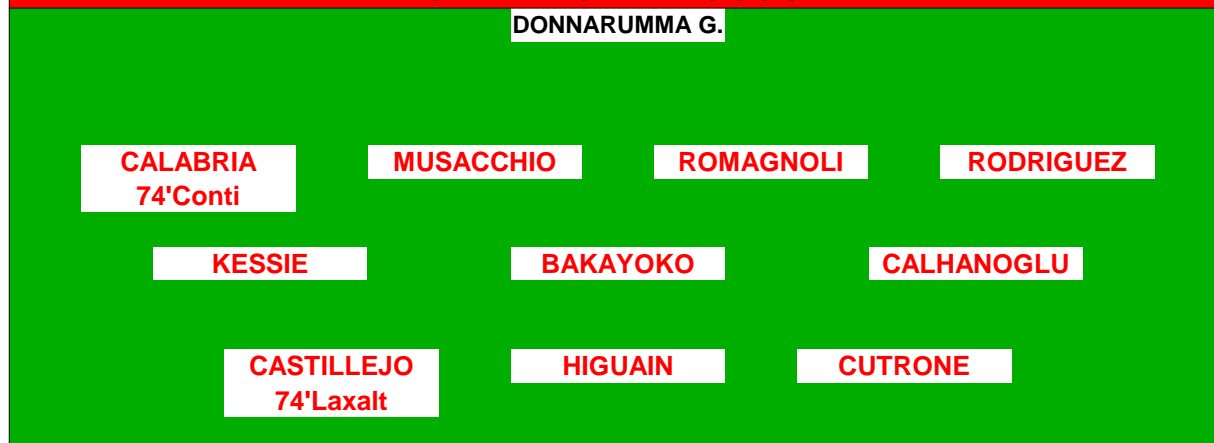 DONNARUMMA G.
CALABRIA
74'Conti
MUSACCHIO
ROMAGNOLI
RODRIGUEZ
KESSIE
BAKAYOKO
CALHANOGLU
CASTILLEJO
74'Laxalt
HIGUAIN
CUTRONE